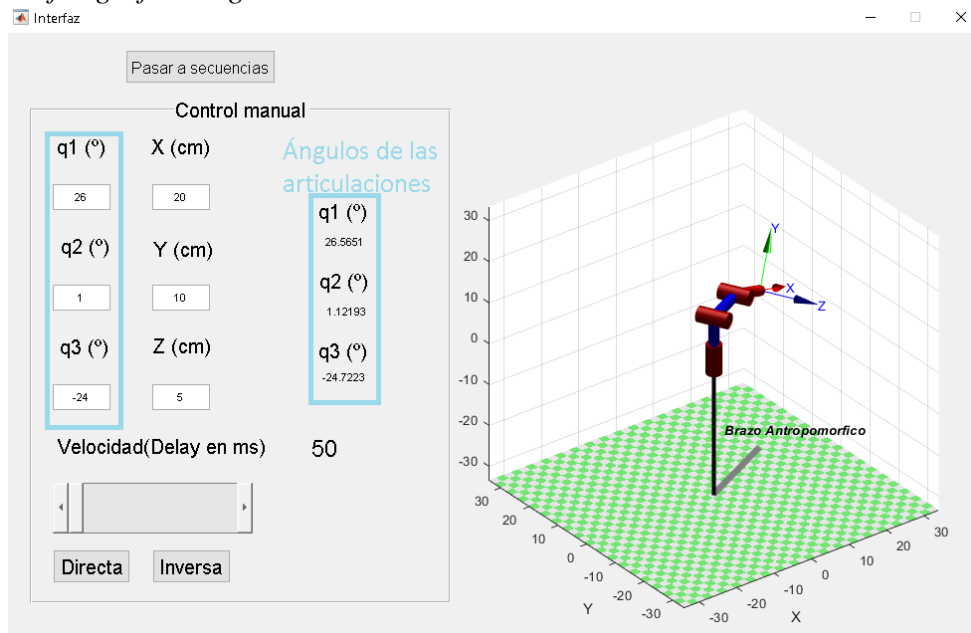 Interfaz
Pasar a secuencias
Control manual
q1 (º)
X (cm)
Ángulos de las
articulaciones
26
20
q1 (º)
26.5651
q2 (º)
Y (cm)
q2 (º)
1
10
1.12193
q3 (º)
Z (cm)
q3 (º)
-24.7223
-24
5
Velocidad(Delay en ms)
50
Directa
Inversa
30
20
10
0
-10
-20
-30
Y
X
Z
Brazo Antropomorfico
30
20
10
0
-10
-20
-30
Y
-30
-20
-10
0
10
20
30
X